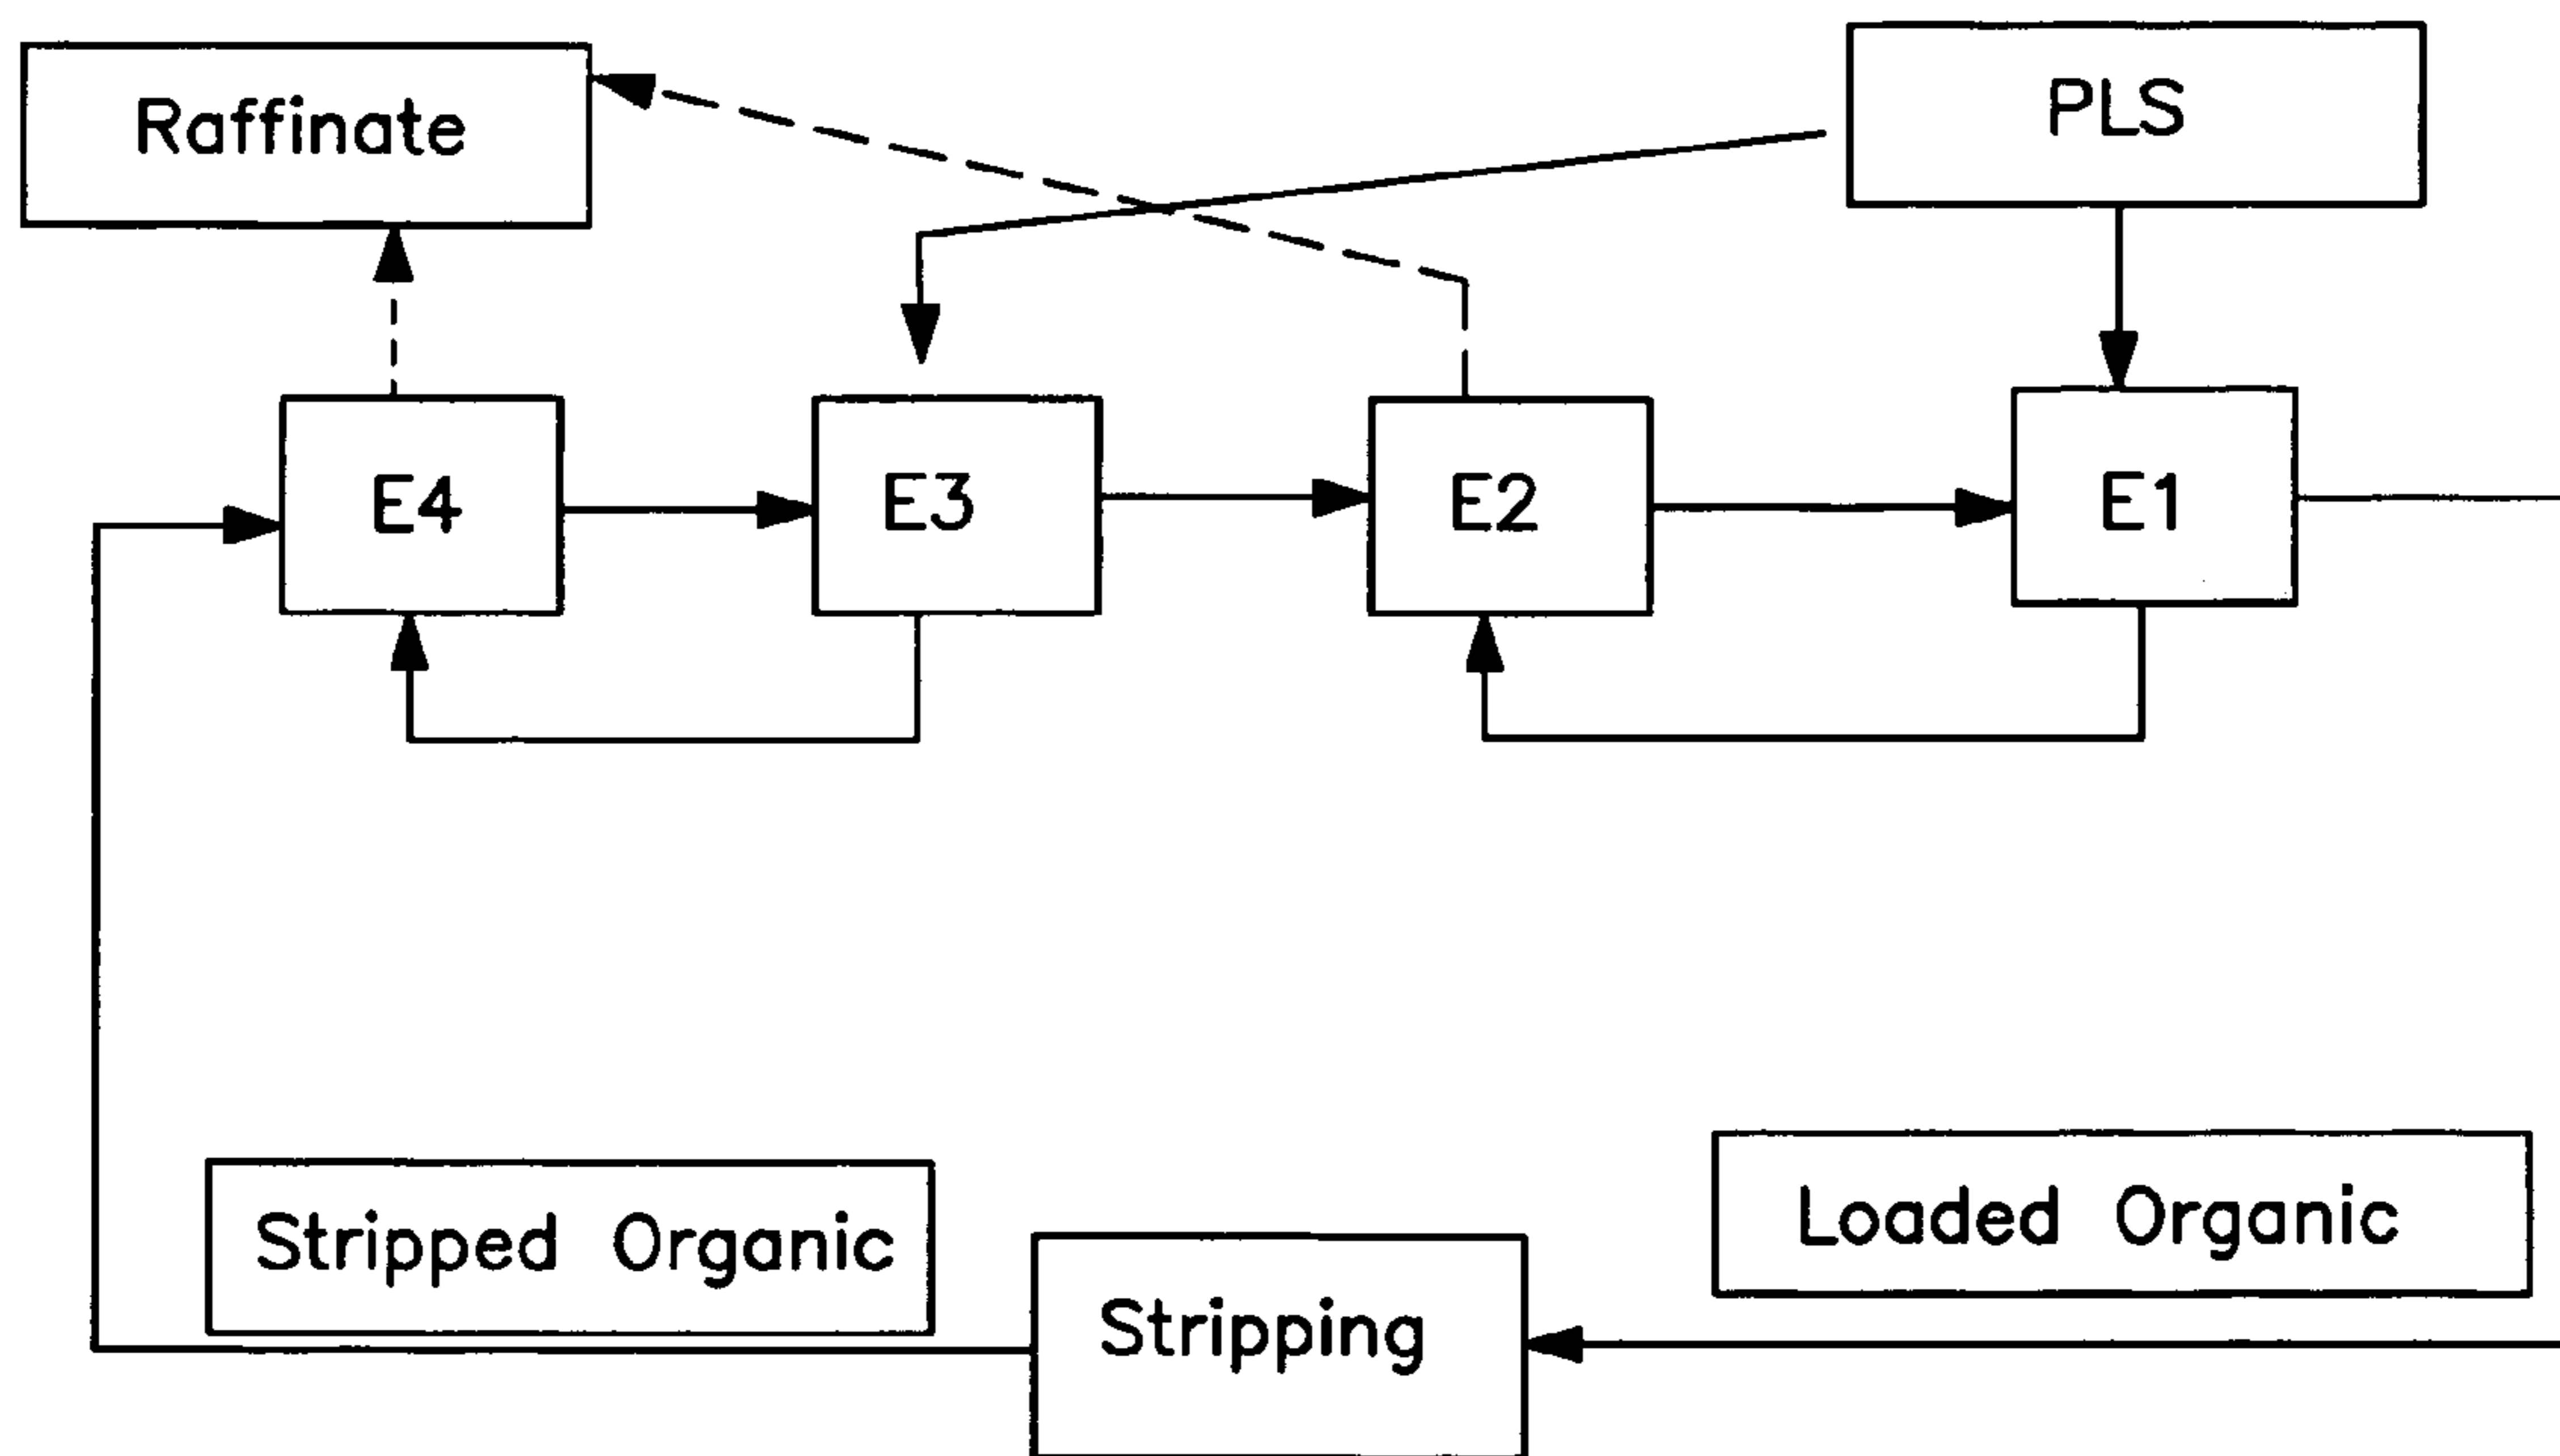 Raffinate
PLS
E4
E3
E2
E1
Stripped Organic
Stripping
Loaded Organic